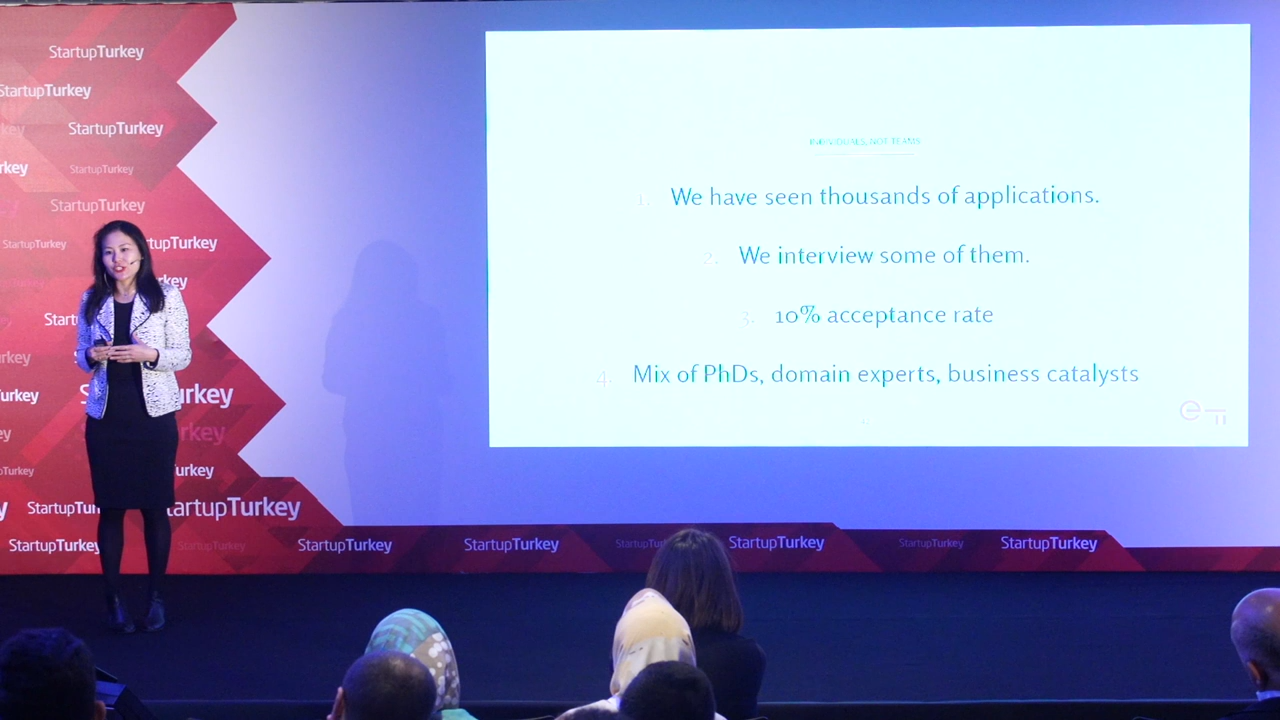 StartupTurkey
StartupTurkey
StartupTurkey
StartupTurkey
StartupTurkey
StartupTurkey
INDIVIDUALS, NOT TEAMS
1. We have seen thousands of applications.
2. We interview some of them.
3. 10% acceptance rate
4. Mix of PhDs, domain experts, business catalysts
StartupTurkey
StartupTurkey
StartupTurkey
StartupTurkey
StartupTurkey
StartupTurkey
StartupTurkey
StartupTurkey